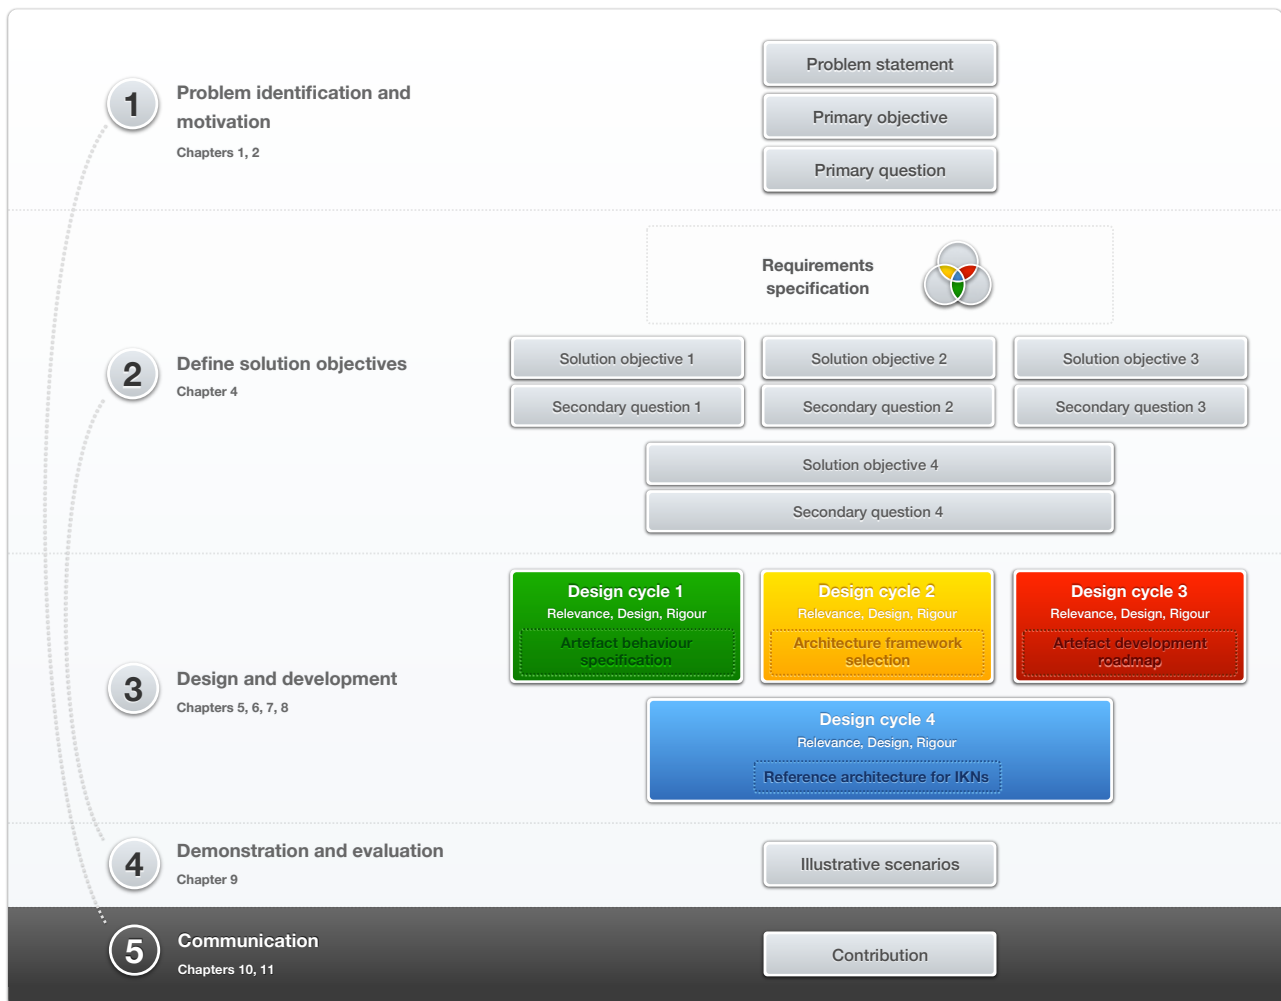 1
Problem identification and
motivation
Chapters 1, 2
Problem statement
Primary objective
Primary question
2
Define solution objectives
Chapter 4
Requirements
specification
Solution objective 1
Solution objective 2
Solution objective 3
Secondary question 1
Secondary question 2
Secondary question 3
Solution objective 4
Secondary question 4
3
Design and development
Chapters 5, 6, 7, 8
Design cycle 1
Relevance, Design, Rigour
Artefact behaviour
specification
Design cycle 2
Relevance, Design, Rigour
Architecture framework
selection
Design cycle 3
Relevance, Design, Rigour
Artefact development
roadmap
Design cycle 4
Relevance, Design, Rigour
Reference architecture for IKNs
4
Demonstration and evaluation
Chapter 9
Illustrative scenarios
5
Communication
Chapters 10, 11
Contribution